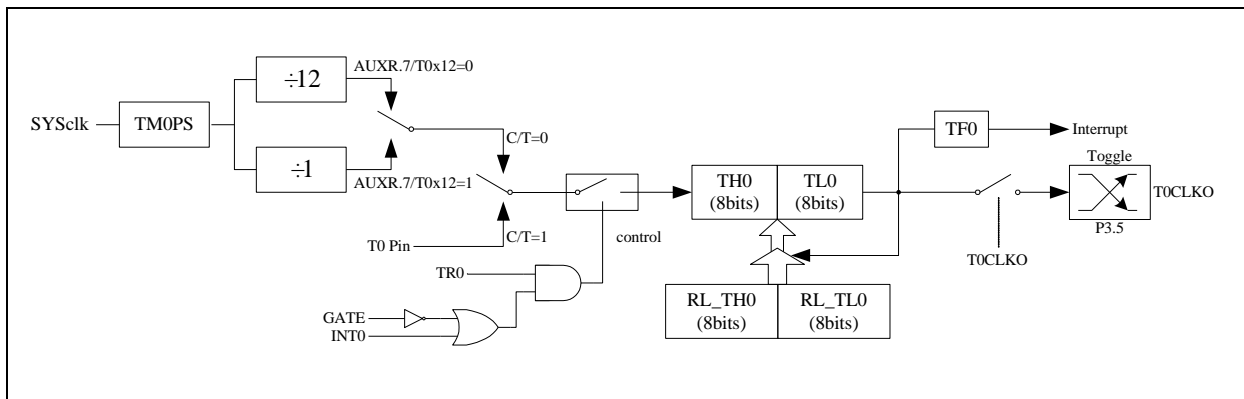 ÷12
AUXR.7/T0x12=0
SYSclk
TM0PS
C/T=0
÷1
AUXR.7/T0x12=1
T0 Pin
C/T=1
control
TR0
GATE
INT0
TH0
(8bits)
TL0
(8bits)
RL_TH0
(8bits)
RL_TL0
(8bits)
TF0
Interrupt
Toggle
T0CLKO
P3.5
T0CLKO